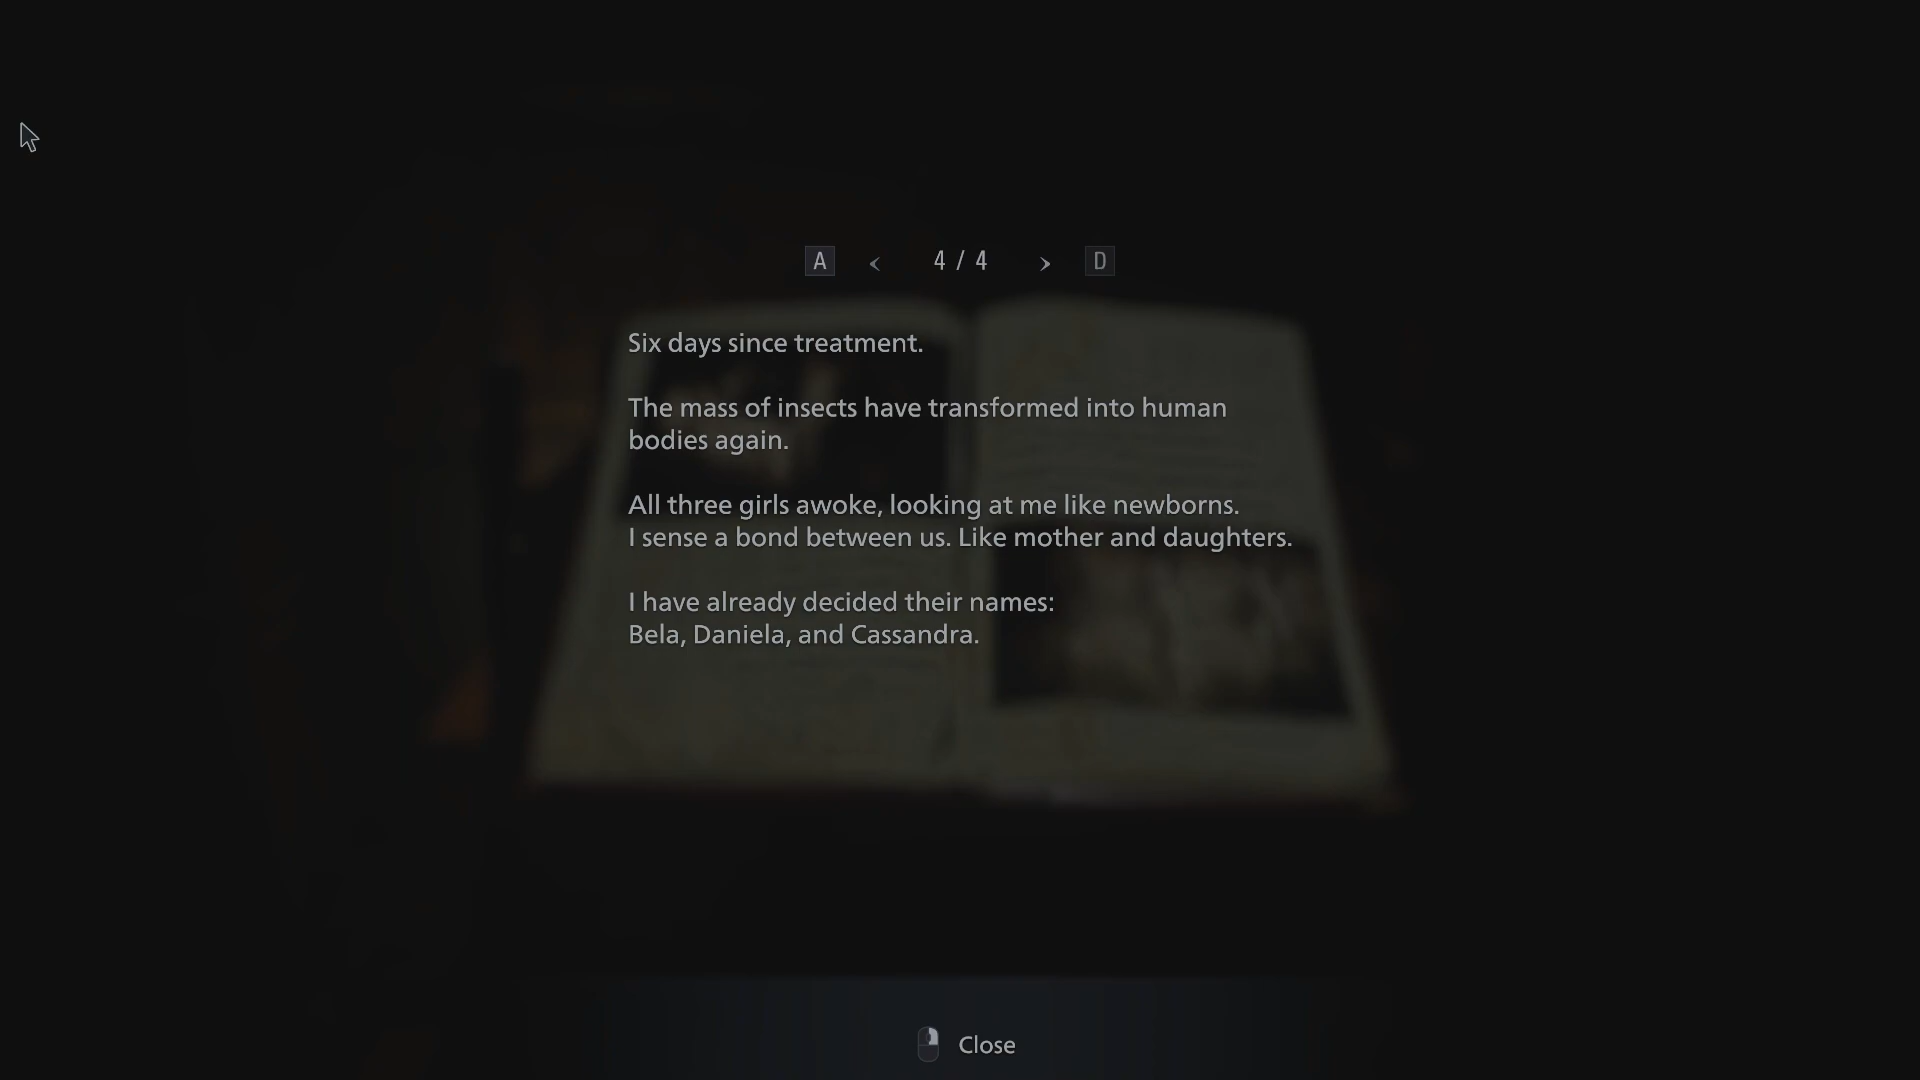 A < 4 / 4 > D
Six days since treatment.
The mass of insects have transformed into human
bodies again.
All three girls awoke, looking at me like newborns.
I sense a bond between us. Like mother and daughters.
I have already decided their names:
Bela, Daniela, and Cassandra.
Close